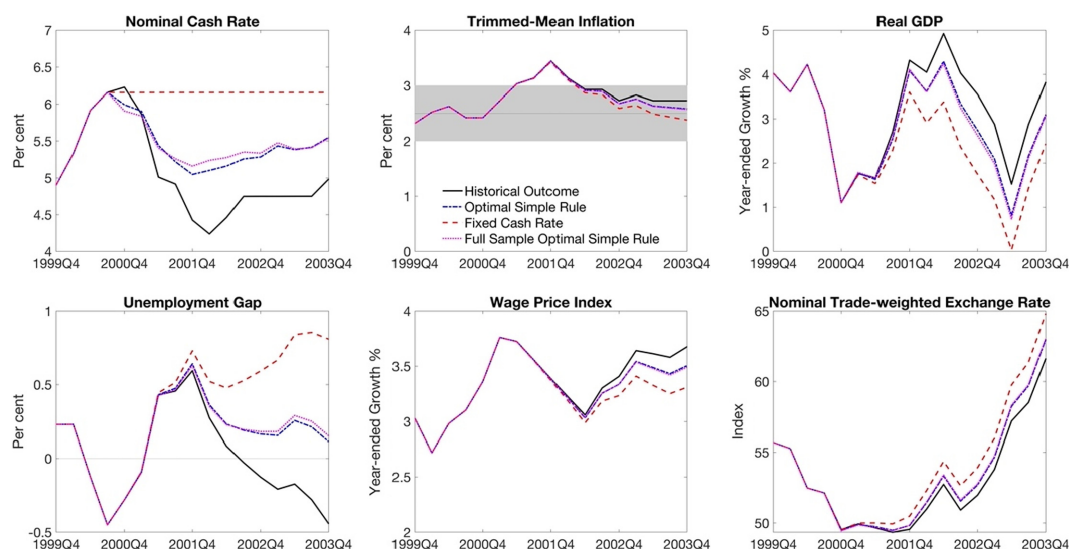 Nominal Cash Rate
7
6.5
6
5.5
5
4.5
4
Per cent
1999Q4 2000Q4 2001Q4 2002Q4 2003Q4
Trimmed-Mean Inflation
4
3
2
1
0
Per cent
Historical Outcome
Optimal Simple Rule
Fixed Cash Rate
Full Sample Optimal Simple Rule
1999Q4 2000Q4 2001Q4 2002Q4 2003Q4
Real GDP
5
4
3
2
1
0
Year-ended Growth %
1999Q4 2000Q4 2001Q4 2002Q4 2003Q4
Unemployment Gap
1
0.5
0
-0.5
Per cent
1999Q4 2000Q4 2001Q4 2002Q4 2003Q4
Wage Price Index
4
3.5
3
2.5
2
Year-ended Growth %
1999Q4 2000Q4 2001Q4 2002Q4 2003Q4
Nominal Trade-weighted Exchange Rate
65
60
55
50
Index
1999Q4 2000Q4 2001Q4 2002Q4 2003Q4